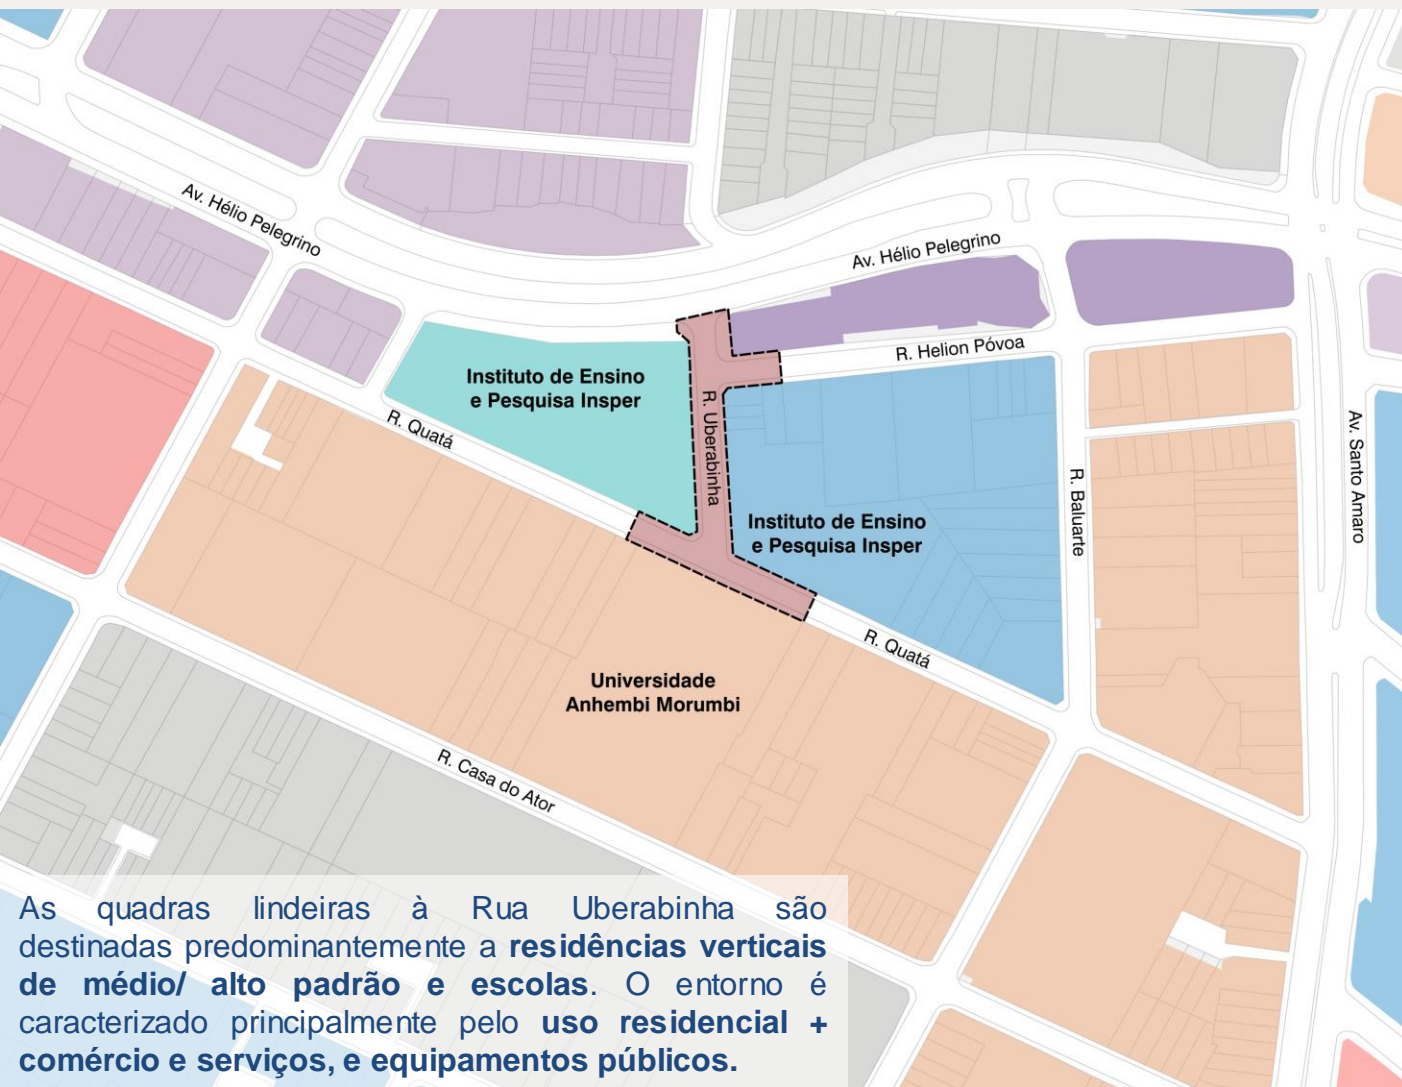 Av. Hélio Pelegrino
Av. Hélio Pelegrino
R. Helion Póvoa
Instituto de Ensino
e Pesquisa Insper
R. Quatá
R. Uberabinha
Av. Santo Amaro
R. Baluarte
Instituto de Ensino
e Pesquisa Insper
R. Quatá
Universidade
Anhembi Morumbi
R. Casa do Ator
As quadras lindeiras à Rua Uberabinha são
destinadas predominantemente a residências verticais
de médio/ alto padrão e escolas. O entorno é
caracterizado principalmente pelo uso residencial +
comércio e serviços, e equipamentos públicos.